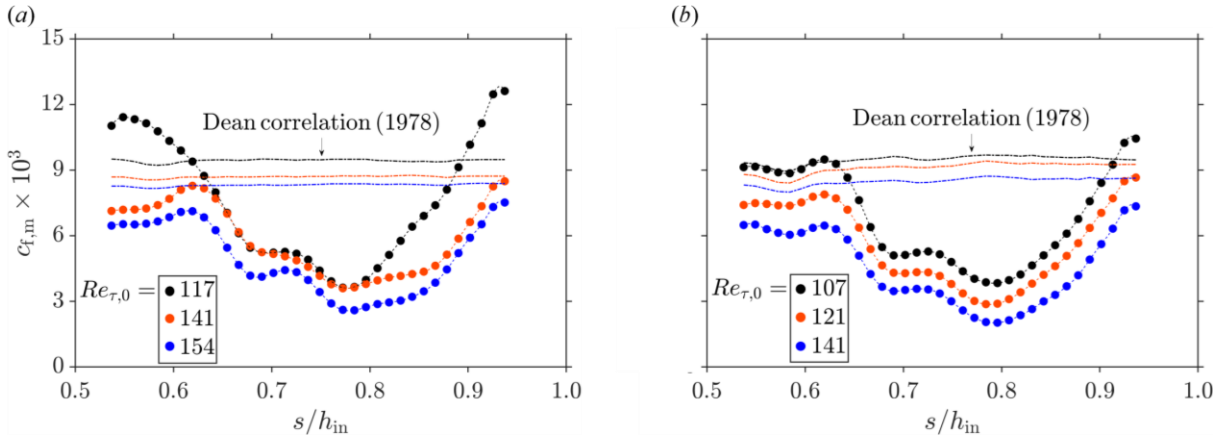 (a)
15
12
9
6
3
0
c_{f,m} × 10^3
Dean correlation (1978)
Re_{τ,0} =
117
141
154
0.5 0.6 0.7 0.8 0.9 1.0
s/h_{in}
(b)
Dean correlation (1978)
Re_{τ,0} =
107
121
141
0.5 0.6 0.7 0.8 0.9 1.0
s/h_{in}